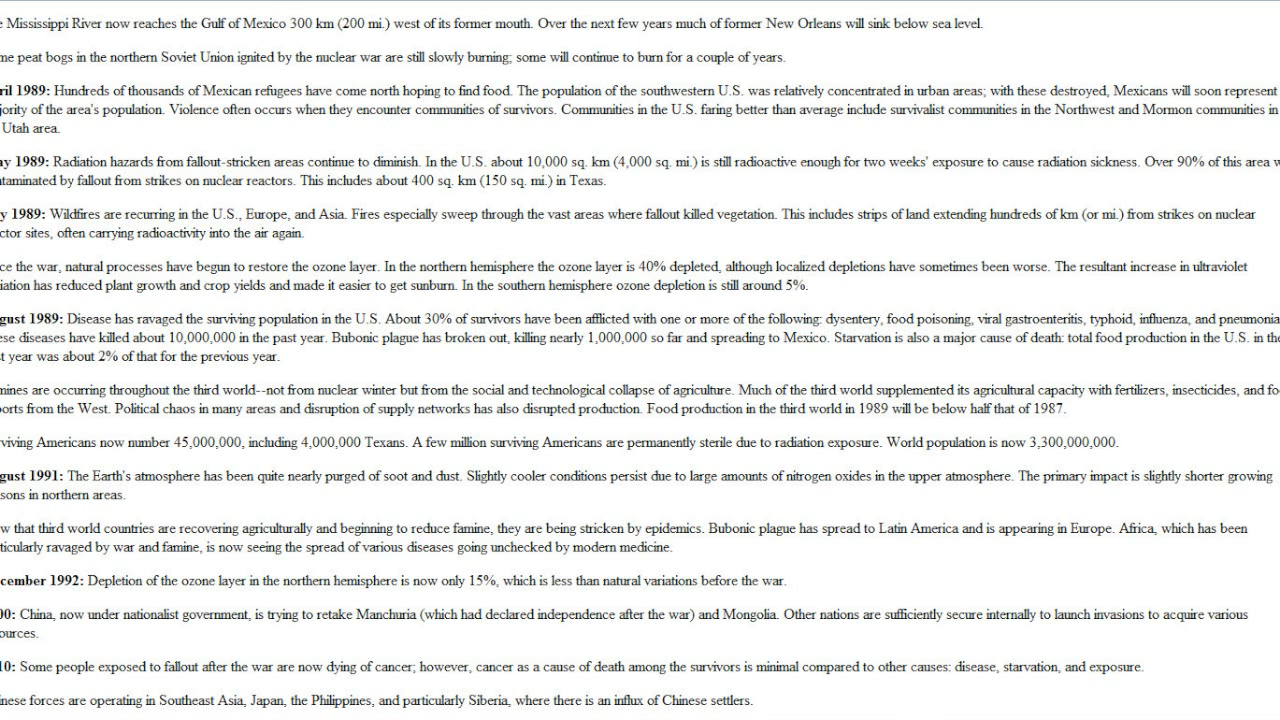 e Mississippi River now reaches the Gulf of Mexico 300 km (200 mi.) west of its former mouth. Over the next few years much of former New Orleans will sink below sea level.
me peat bogs in the northern Soviet Union ignited by the nuclear war are still slowly burning; some will continue to burn for a couple of years.
ril 1989: Hundreds of thousands of Mexican refugees have come north hoping to find food. The population of the southwestern U.S. was relatively concentrated in urban areas; with these destroyed, Mexicans will soon represent
jority of the area's population. Violence often occurs when they encounter communities of survivors. Communities in the U.S. faring better than average include survivalist communities in the Northwest and Mormon communities in
Utah area.
ay 1989: Radiation hazards from fallout-stricken areas continue to diminish. In the U.S. about 10,000 sq. km (4,000 sq. mi.) is still radioactive enough for two weeks' exposure to cause radiation sickness. Over 90% of this area w
ntaminated by fallout from strikes on nuclear reactors. This includes about 400 sq. km (150 sq. mi.) in Texas.
y 1989: Wildfires are recurring in the U.S., Europe, and Asia. Fires especially sweep through the vast areas where fallout killed vegetation. This includes strips of land extending hundreds of km (or mi.) from strikes on nuclear
ctor sites, often carrying radioactivity into the air again.
ce the war, natural processes have begun to restore the ozone layer. In the northern hemisphere the ozone layer is 40% depleted, although localized depletions have sometimes been worse. The resultant increase in ultraviolet
iation has reduced plant growth and crop yields and made it easier to get sunburn. In the southern hemisphere ozone depletion is still around 5%.
gust 1989: Disease has ravaged the surviving population in the U.S. About 30% of survivors have been afflicted with one or more of the following: dysentery, food poisoning, viral gastroenteritis, typhoid, influenza, and pneumonia
ese diseases have killed about 10,000,000 in the past year. Bubonic plague has broken out, killing nearly 1,000,000 so far and spreading to Mexico. Starvation is also a major cause of death: total food production in the U.S. in the
st year was about 2% of that for the previous year.
mines are occurring throughout the third world--not from nuclear winter but from the social and technological collapse of agriculture. Much of the third world supplemented its agricultural capacity with fertilizers, insecticides, and fo
ports from the West. Political chaos in many areas and disruption of supply networks has also disrupted production. Food production in the third world in 1989 will be below half that of 1987.
rviving Americans now number 45,000,000, including 4,000,000 Texans. A few million surviving Americans are permanently sterile due to radiation exposure. World population is now 3,300,000,000.
gust 1991: The Earth's atmosphere has been quite nearly purged of soot and dust. Slightly cooler conditions persist due to large amounts of nitrogen oxides in the upper atmosphere. The primary impact is slightly shorter growing
sons in northern areas.
w that third world countries are recovering agriculturally and beginning to reduce famine, they are being stricken by epidemics. Bubonic plague has spread to Latin America and is appearing in Europe. Africa, which has been
ticularly ravaged by war and famine, is now seeing the spread of various diseases going unchecked by modern medicine.
cember 1992: Depletion of the ozone layer in the northern hemisphere is now only 15%, which is less than natural variations before the war.
00: China, now under nationalist government, is trying to retake Manchuria (which had declared independence after the war) and Mongolia. Other nations are sufficiently secure internally to launch invasions to acquire various
ources.
10: Some people exposed to fallout after the war are now dying of cancer; however, cancer as a cause of death among the survivors is minimal compared to other causes: disease, starvation, and exposure.
inese forces are operating in Southeast Asia, Japan, the Philippines, and particularly Siberia, where there is an influx of Chinese settlers.